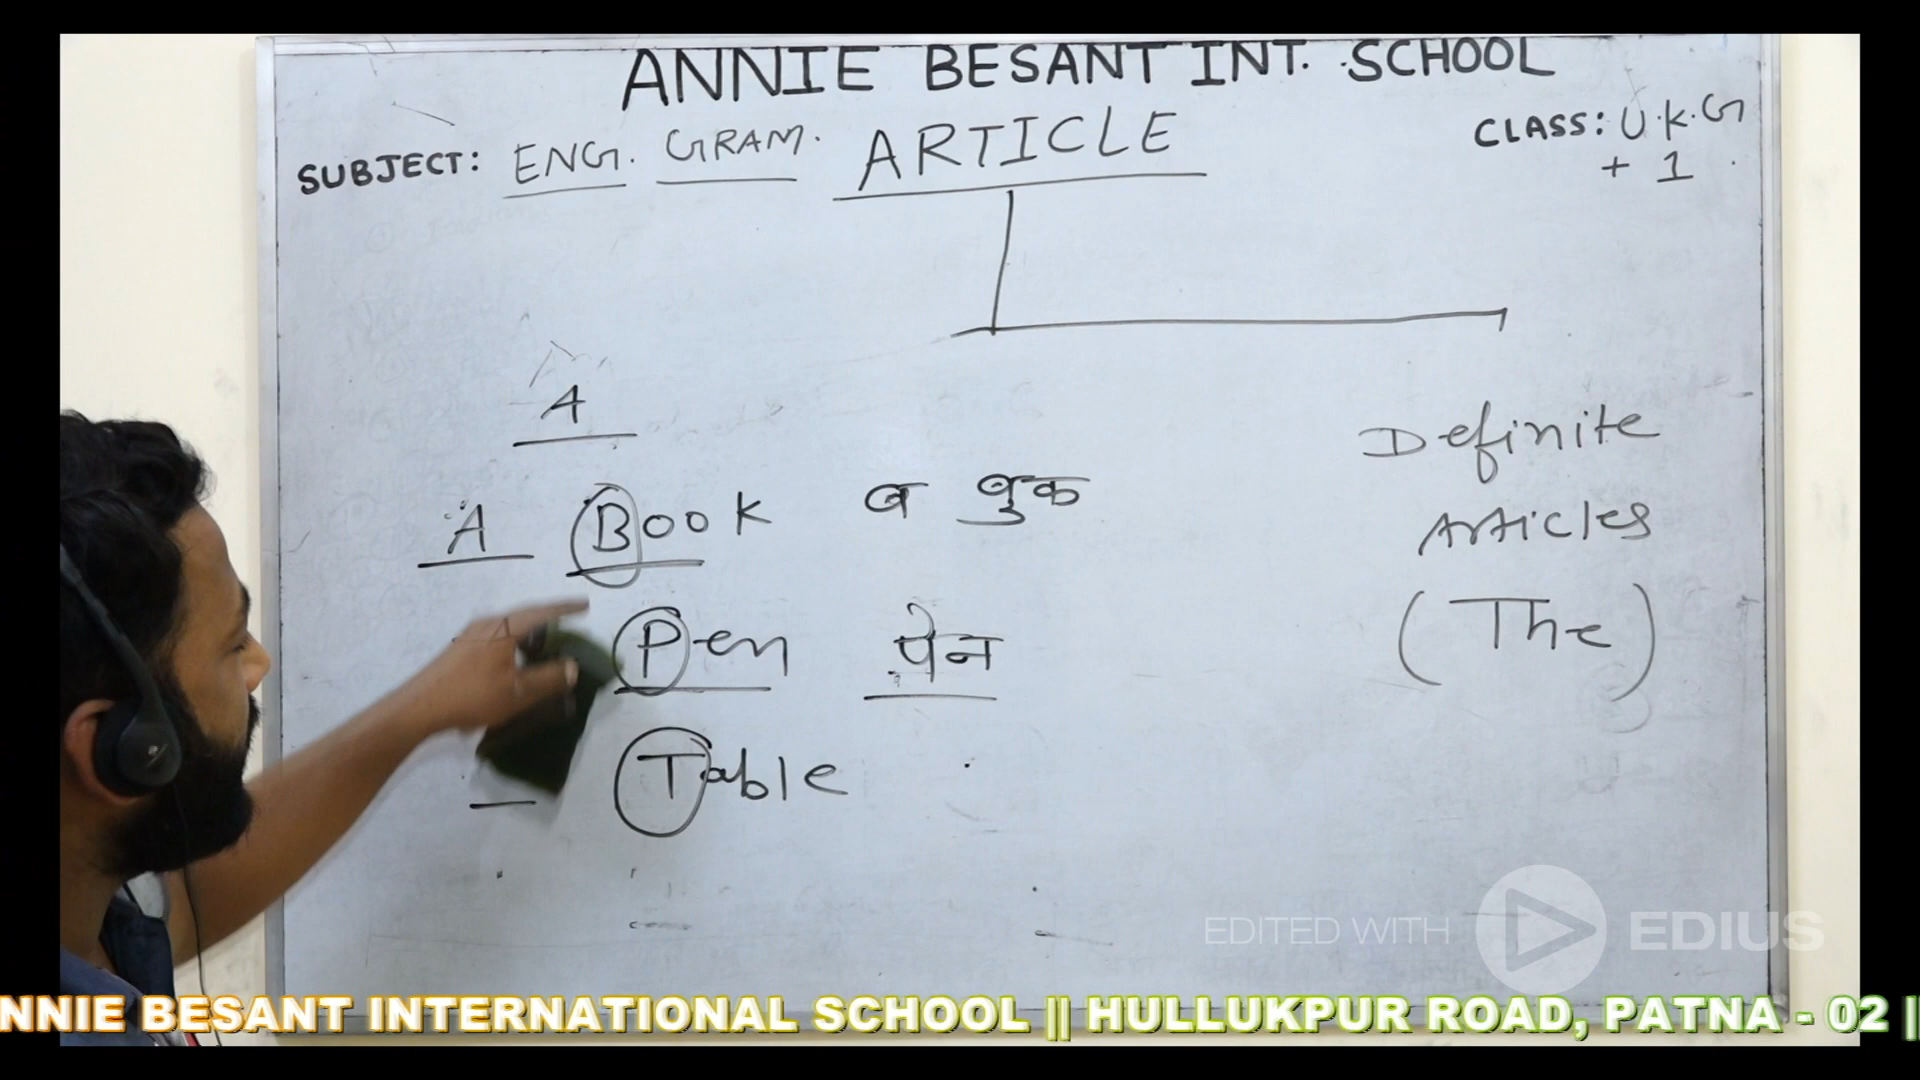 ANNIE BESANT INT. SCHOOL
SUBJECT: ENG. GRAM. ARTICLE
CLASS: U.K.G
+ 1
A
A Book ब बुक
Pen पेन
Table
Definite
Articles
(The)
EDITED WITH EDIUS
NNIE BESANT INTERNATIONAL SCHOOL || HULLUKPUR ROAD, PATNA - 02 ||